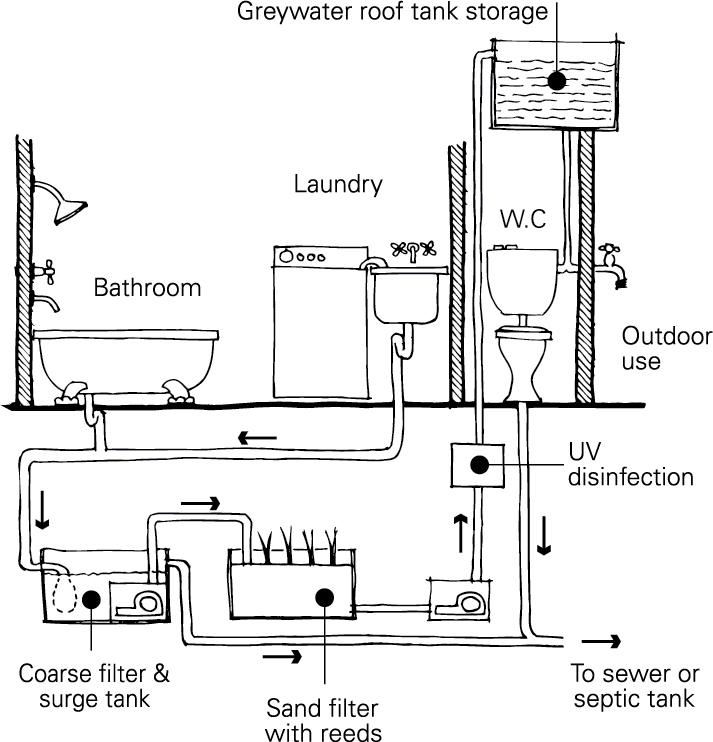 Greywater roof tank storage
Laundry
W.C
Bathroom
Outdoor
use
UV
disinfection
Coarse filter &
surge tank
Sand filter
with reeds
To sewer or
septic tank